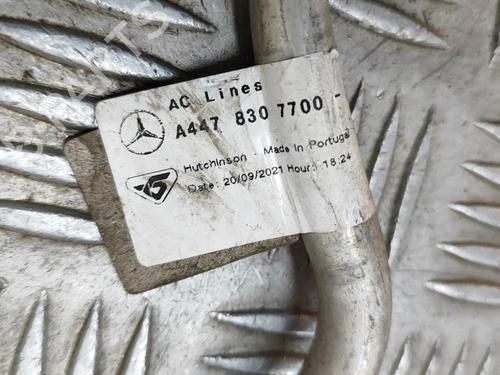 AC Lines
A447 830 7700 -
Hutchinson - Made in Portugal
Date: 20/09/2021 Hour: 18:24